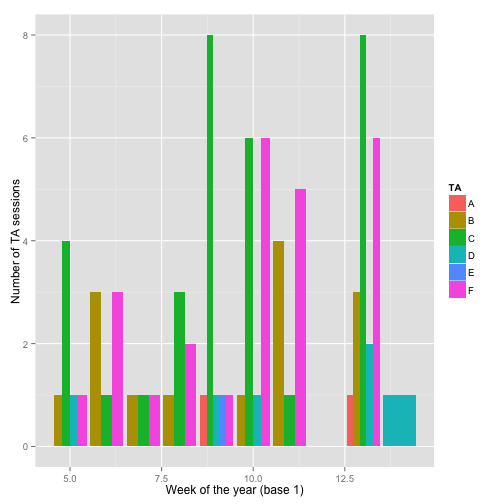 8
6
4
2
0
Number of TA sessions
5.0 7.5 10.0 12.5
Week of the year (base 1)
TA
A
B
C
D
E
F